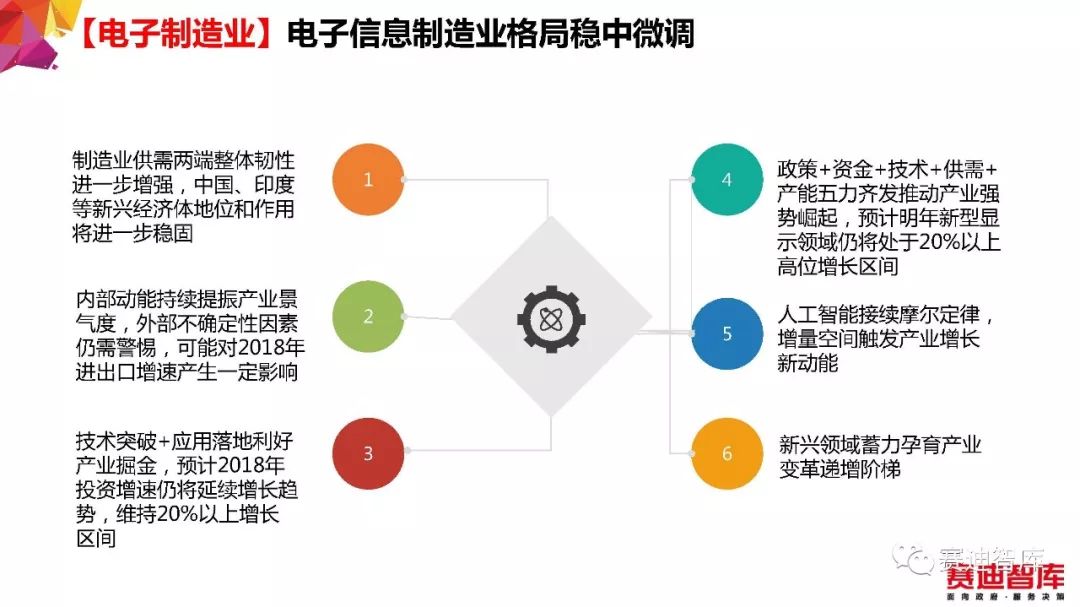 【电子制造业】电子信息制造业格局稳中微调
制造业供需两端整体韧性
进一步增强，中国、印度
等新兴经济体地位和作用
将进一步稳固
1
内部动能持续提振产业景
气度，外部不确定性因素
仍需警惕，可能对2018年
进出口增速产生一定影响
2
技术突破+应用落地利好
产业掘金，预计2018年
投资增速仍将延续增长趋
势，维持20%以上增长
区间
3
4
政策+资金+技术+供需+
产能五力齐发推动产业强
势崛起，预计明年新型显
示领域仍将处于20%以上
高位增长区间
5
人工智能接续摩尔定律，
增量空间触发产业增长
新动能
6
新兴领域蓄力孕育产业
变革递增阶梯
赛迪智库
赛迪智库
面向政府·服务决策